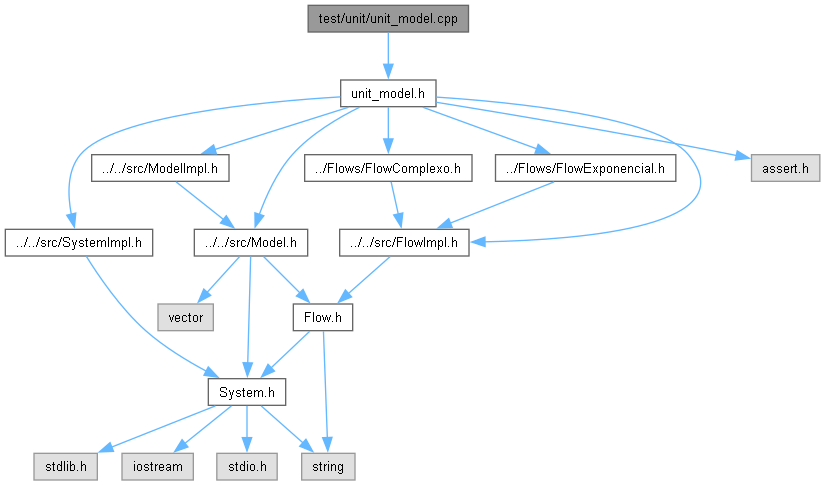 test/unit/unit_model.cpp
unit_model.h
../../src/ModelImpl.h
../Flows/FlowComplexo.h
../Flows/FlowExponencial.h
assert.h
../../src/SystemImpl.h
../../src/Model.h
../../src/FlowImpl.h
vector
Flow.h
System.h
stdlib.h
iostream
stdio.h
string